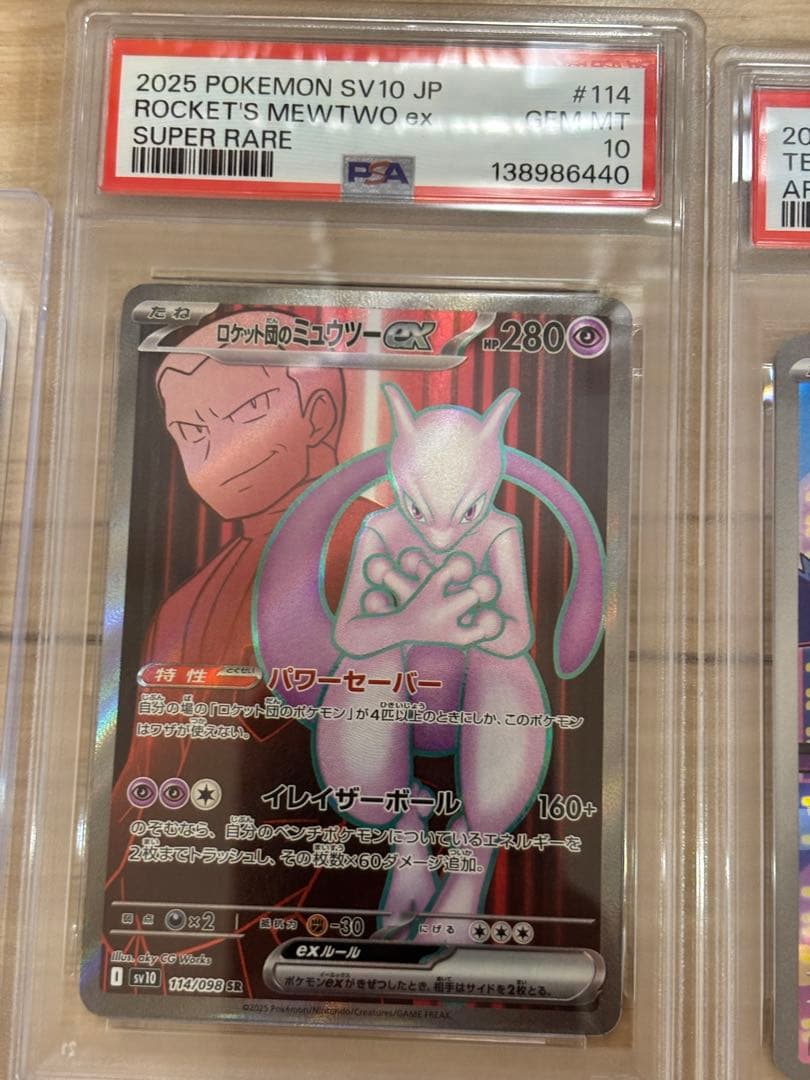 2025 POKEMON SV10 JP #114
ROCKET'S MEWTWO ex GEM MT
SUPER RARE 10
PSA 138986440
20
TE
AR
たね
ロケット団のミュウツーex HP280
特性 とくせい パワーセーバー
自分の場の「ロケット団のポケモン」が4匹以上のときにしか、このポケモン
はワザが使えない。
イレイザーボール 160+
のぞむなら、自分のベンチポケモンについているエネルギーを
2枚までトラッシュし、その枚数×60ダメージ追加。
弱点 ×2 抵抗力 -30 にげる
Illus. oky CG Works
exルール
I sv10 114/098 SR
ポケモンexがきぜつしたとき、相手はサイドを2枚とる。
©2025 Pokémon/Nintendo/Creatures/GAME FREAK.